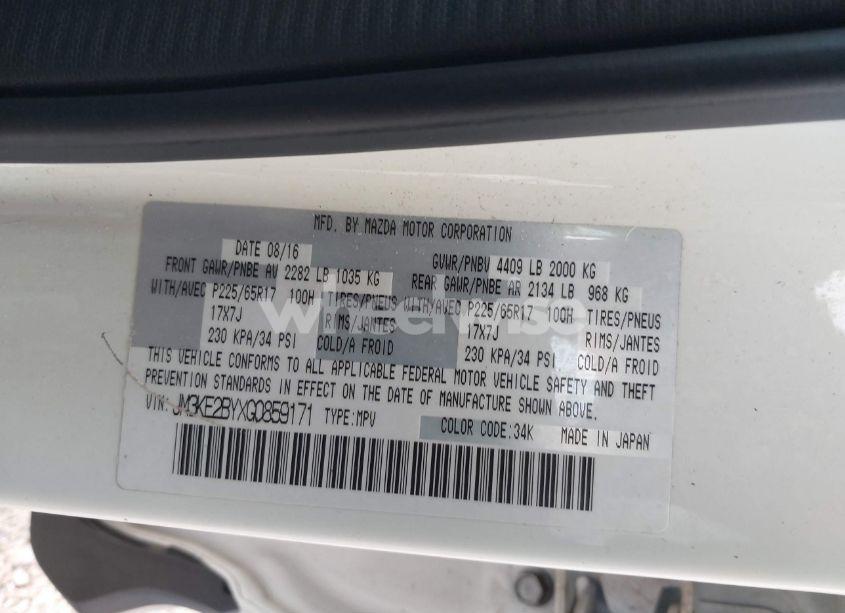 MFD. BY MAZDA MOTOR CORPORATION
DATE 08/16 GVWR/PNBV 4409 LB 2000 KG
FRONT GAWR/PNBE AV 2282 LB 1035 KG REAR GAWR/PNBE AR 2134 LB 968 KG
WITH/AVEC P225/65R17 100H TIRES/PNEUS WITH/AVEC P225/65R17 100H TIRES/PNEUS
17X7J RIMS/JANTES 17X7J RIMS/JANTES
230 KPA/34 PSI COLD/A FROID 230 KPA/34 PSI COLD/A FROID
THIS VEHICLE CONFORMS TO ALL APPLICABLE FEDERAL MOTOR VEHICLE SAFETY AND THEFT
PREVENTION STANDARDS IN EFFECT ON THE DATE OF MANUFACTURE SHOWN ABOVE.
VIN: JM3KE2BYXG0859171 TYPE:MPV COLOR CODE:34K MADE IN JAPAN